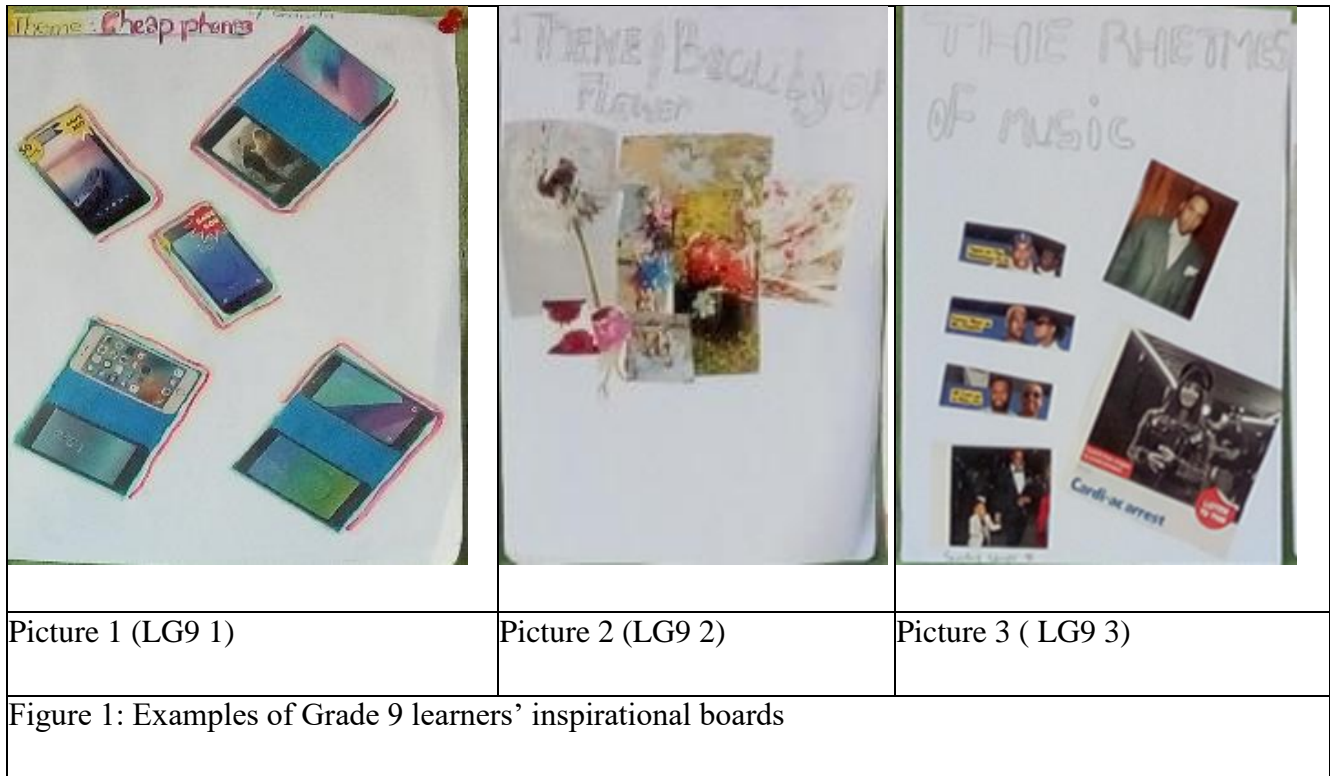 Theme: Cheap phones
THEME: Beauty of
Flower
THE RHETMES
OF MUSIC
Cardi-ac arrest
Picture 1 (LG9 1)
Picture 2 (LG9 2)
Picture 3 ( LG9 3)
Figure 1: Examples of Grade 9 learners’ inspirational boards